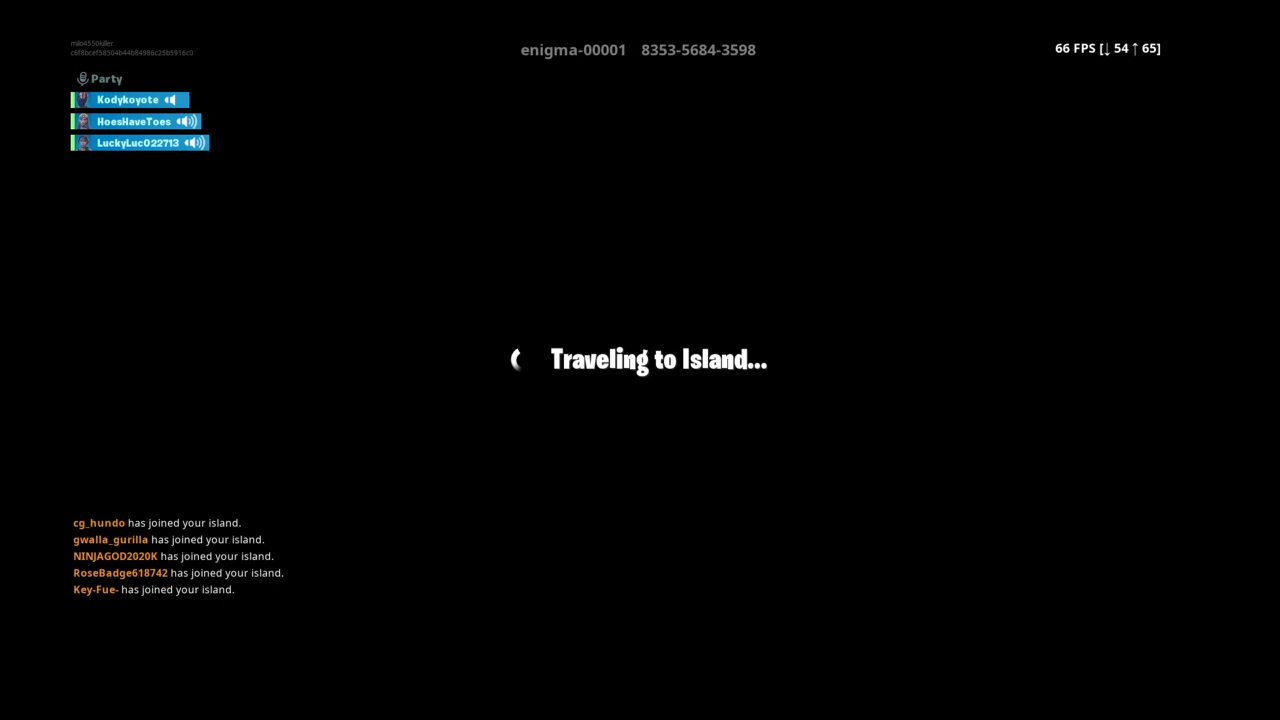 milo4550killer
enigma-00001 8353-5684-3598
66 FPS [↓ 54 ↑ 65]
Party
Kodykoyote
HoesHaveToes
LuckyLuc022713
Traveling to Island...
cg_hundo has joined your island.
gwalla_gurilla has joined your island.
NINJAGOD2020K has joined your island.
RoseBadge618742 has joined your island.
Key-Fue- has joined your island.